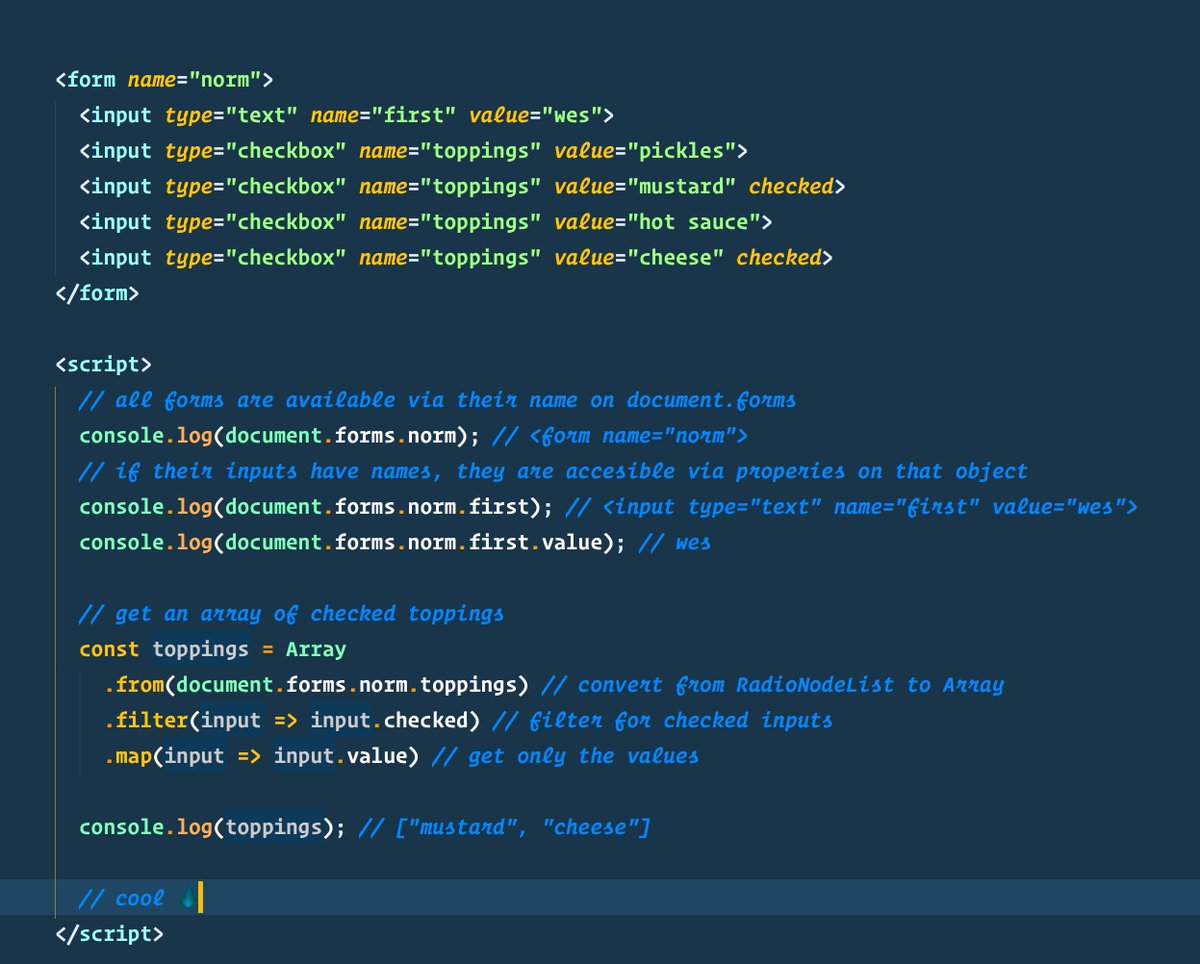 <form name="norm">
<input type="text" name="first" value="wes">
<input type="checkbox" name="toppings" value="pickles">
<input type="checkbox" name="toppings" value="mustard" checked>
<input type="checkbox" name="toppings" value="hot sauce">
<input type="checkbox" name="toppings" value="cheese" checked>
</form>
<script>
// all forms are available via their name on document.forms
console.log(document.forms.norm); // <form name="norm">
// if their inputs have names, they are accesible via properies on that object
console.log(document.forms.norm.first); // <input type="text" name="first" value="wes">
console.log(document.forms.norm.first.value); // wes
// get an array of checked toppings
const toppings = Array
.from(document.forms.norm.toppings) // convert from RadioNodeList to Array
.filter(input => input.checked) // filter for checked inputs
.map(input => input.value) // get only the values
console.log(toppings); // ["mustard", "cheese"]
// cool
</script>